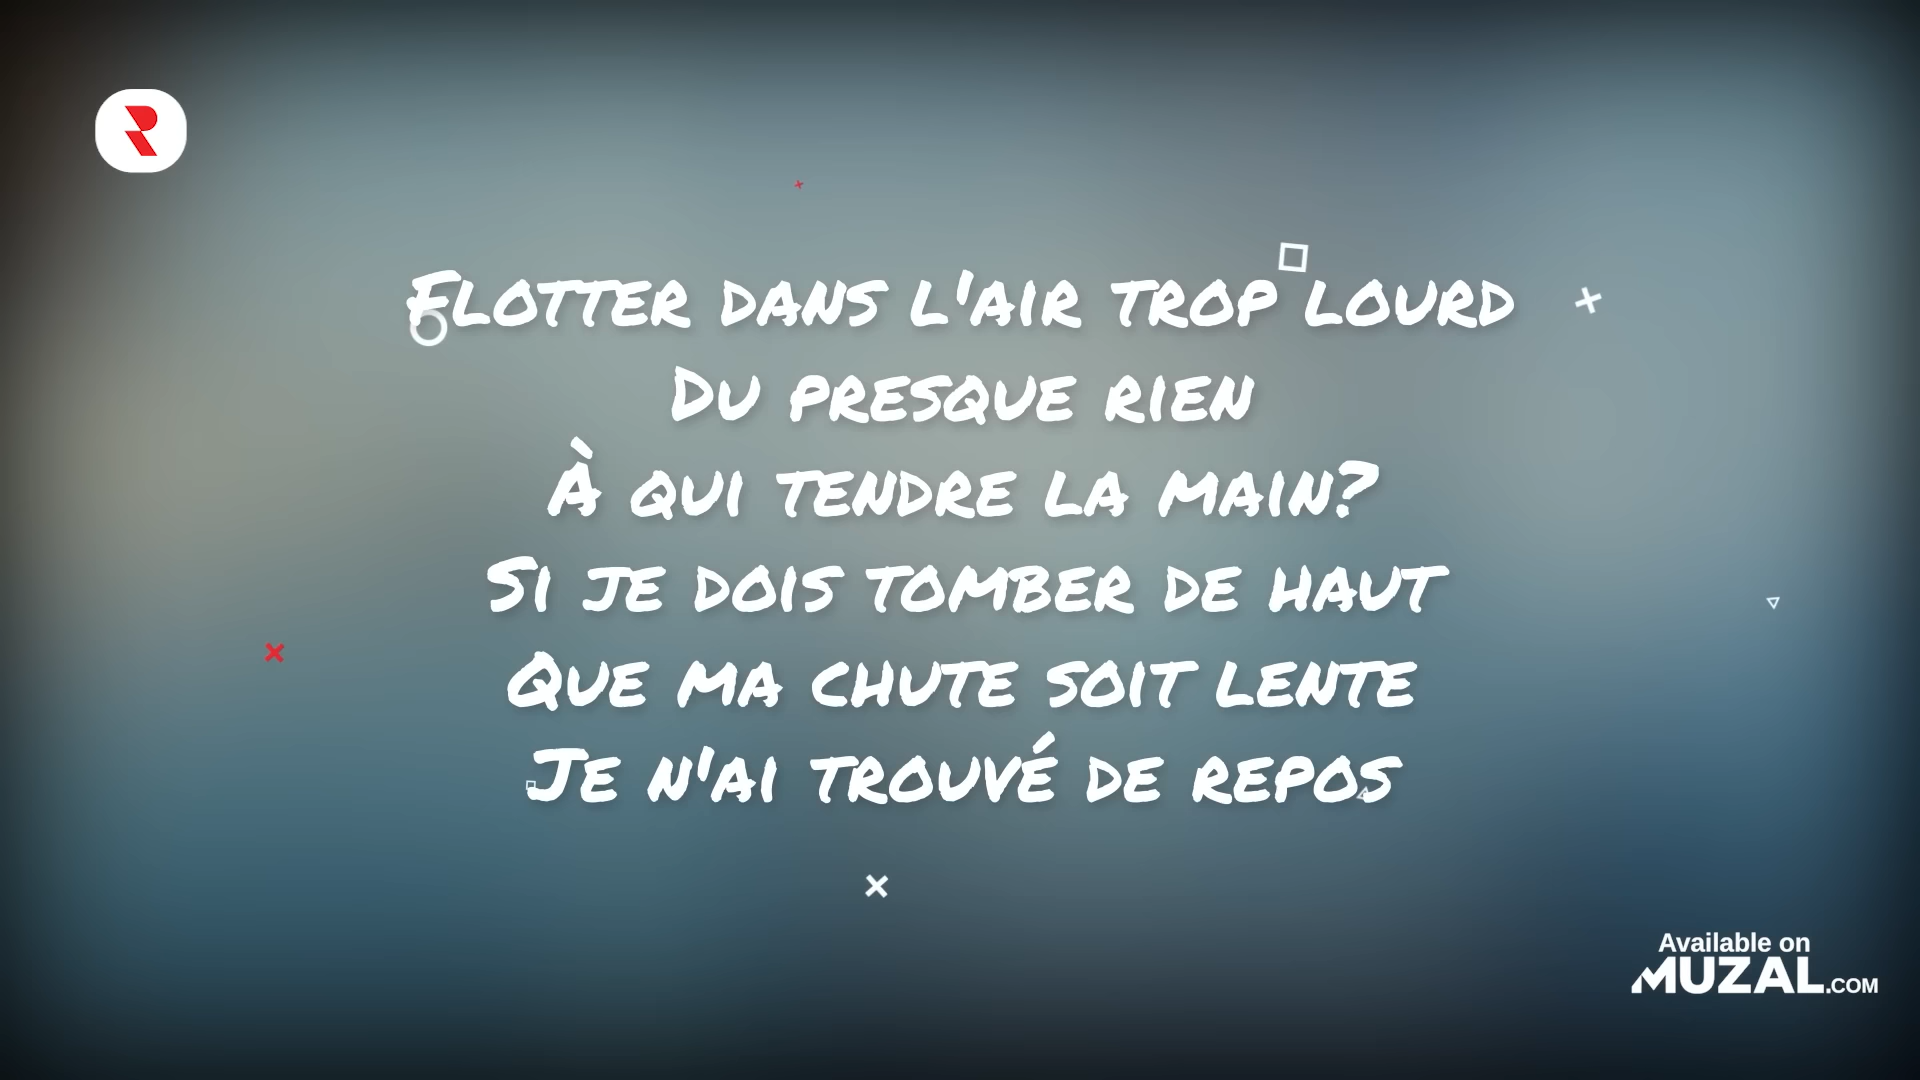 Flotter dans l'air trop lourd
Du presque rien
À qui tendre la main?
Si je dois tomber de haut
Que ma chute soit lente
Je n'ai trouvé de repos
Available on
MUZAL.COM